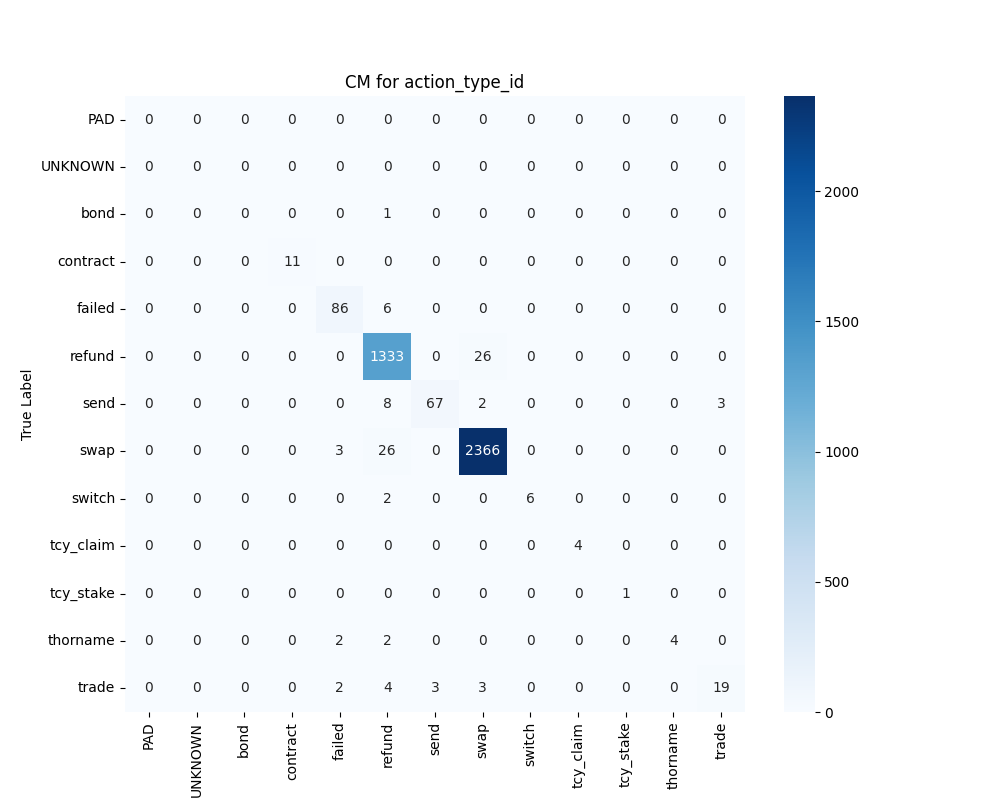 CM for action_type_id
PAD 0 0 0 0 0 0 0 0 0 0 0 0 0
UNKNOWN 0 0 0 0 0 0 0 0 0 0 0 0 0
bond 0 0 0 0 0 1 0 0 0 0 0 0 0
contract 0 0 0 11 0 0 0 0 0 0 0 0 0
failed 0 0 0 0 86 6 0 0 0 0 0 0 0
refund 0 0 0 0 0 1333 0 26 0 0 0 0 0
send 0 0 0 0 0 8 67 2 0 0 0 0 3
swap 0 0 0 0 3 26 0 2366 0 0 0 0 0
switch 0 0 0 0 0 2 0 0 6 0 0 0 0
tcy_claim 0 0 0 0 0 0 0 0 0 4 0 0 0
tcy_stake 0 0 0 0 0 0 0 0 0 0 1 0 0
thorname 0 0 0 0 2 2 0 0 0 0 0 4 0
trade 0 0 0 0 2 4 3 3 0 0 0 0 19
True Label
PAD UNKNOWN bond contract failed refund send swap switch tcy_claim tcy_stake thorname trade
2000
1500
1000
500
0